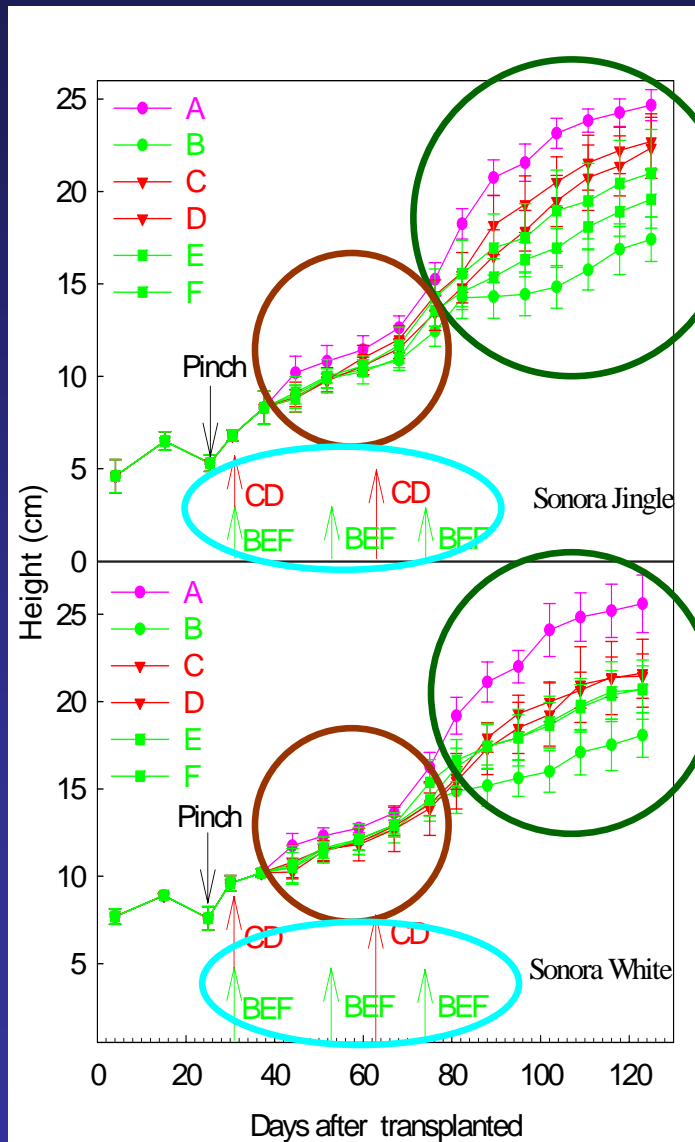 25
20
15
10
5
0
A
B
C
D
E
F
Pinch
CD
CD
BEF
BEF
BEF
Sonora Jingle
Height (cm)
25
20
15
10
5
A
B
C
D
E
F
Pinch
CD
CD
BEF
BEF
BEF
Sonora White
0 20 40 60 80 100 120
Days after transplanted